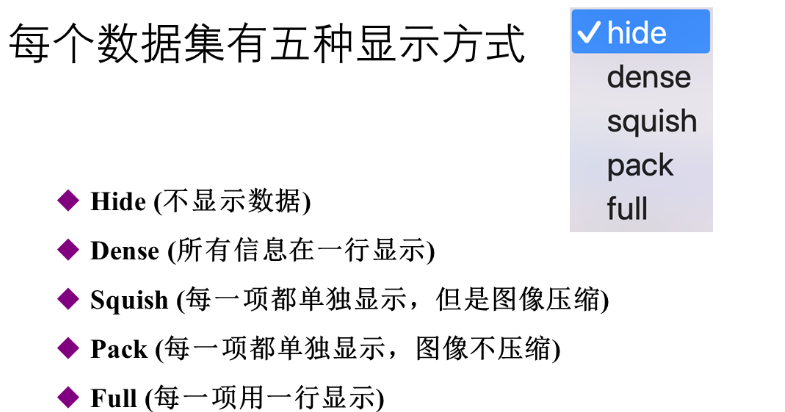 每个数据集有五种显示方式
✓hide
dense
squish
pack
full
◆ Hide (不显示数据)
◆ Dense (所有信息在一行显示)
◆ Squish (每一项都单独显示，但是图像压缩)
◆ Pack (每一项都单独显示，图像不压缩)
◆ Full (每一项用一行显示)